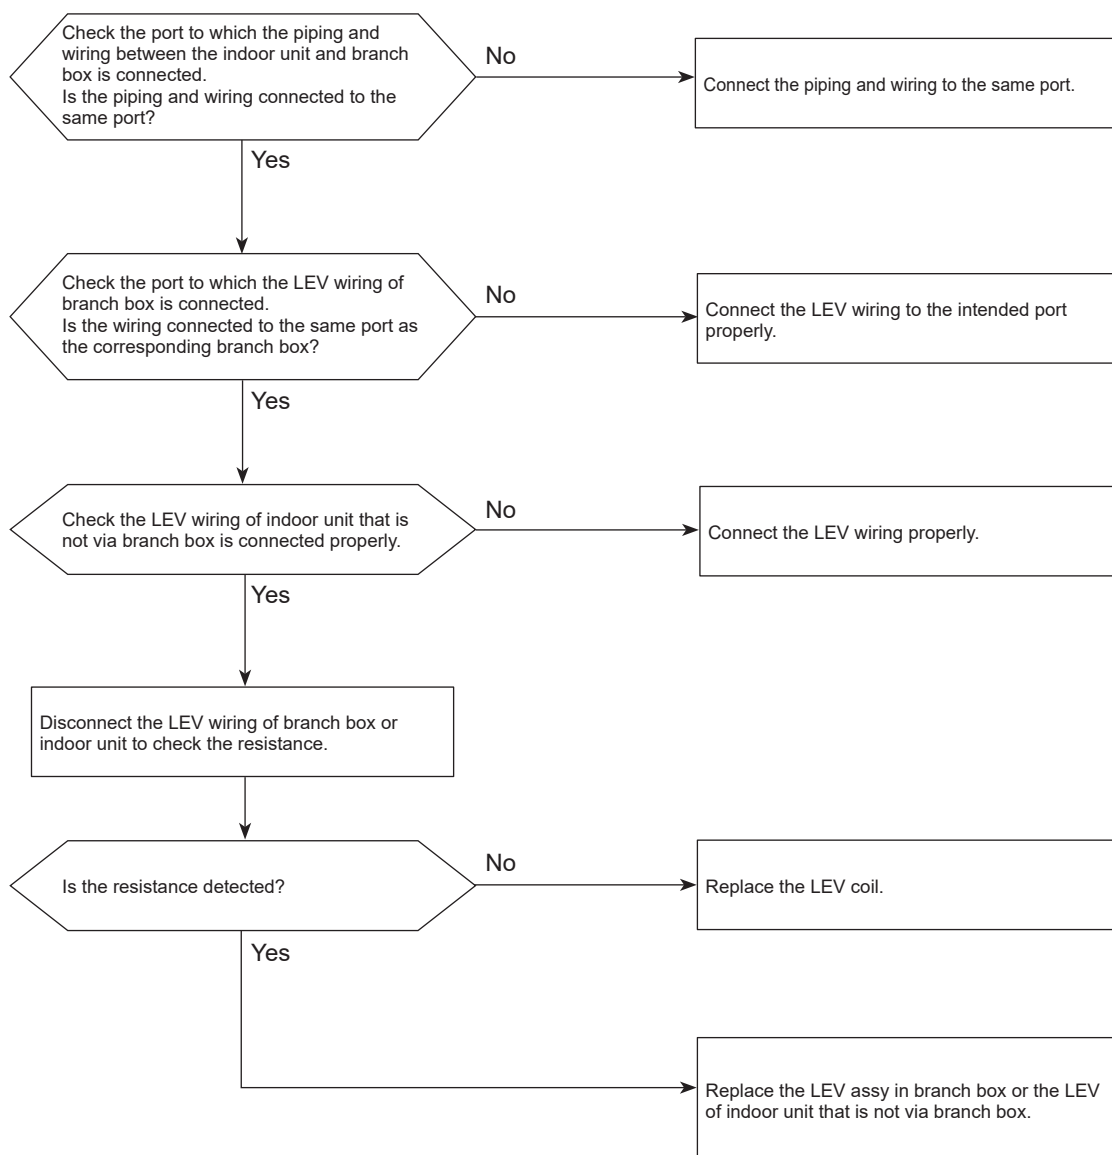 Check the port to which the piping and
wiring between the indoor unit and branch
box is connected.
Is the piping and wiring connected to the
same port?
No
Connect the piping and wiring to the same port.
Yes
Check the port to which the LEV wiring of
branch box is connected.
Is the wiring connected to the same port as
the corresponding branch box?
No
Connect the LEV wiring to the intended port
properly.
Yes
Check the LEV wiring of indoor unit that is
not via branch box is connected properly.
No
Connect the LEV wiring properly.
Yes
Disconnect the LEV wiring of branch box or
indoor unit to check the resistance.
Is the resistance detected?
No
Replace the LEV coil.
Yes
Replace the LEV assy in branch box or the LEV
of indoor unit that is not via branch box.